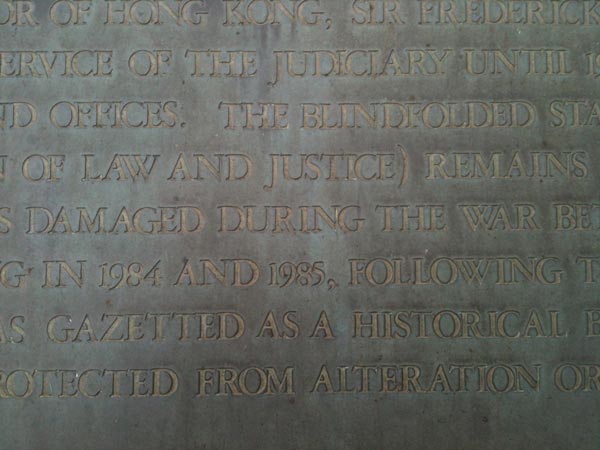 OR OF HONG KONG, SIR FREDERICK
ERVICE OF THE JUDICIARY UNTIL 19
ND OFFICES. THE BLINDFOLDED STA
N OF LAW AND JUSTICE) REMAINS
S DAMAGED DURING THE WAR BET
G IN 1984 AND 1985, FOLLOWING T
AS GAZETTED AS A HISTORICAL B
ROTECTED FROM ALTERATION OR